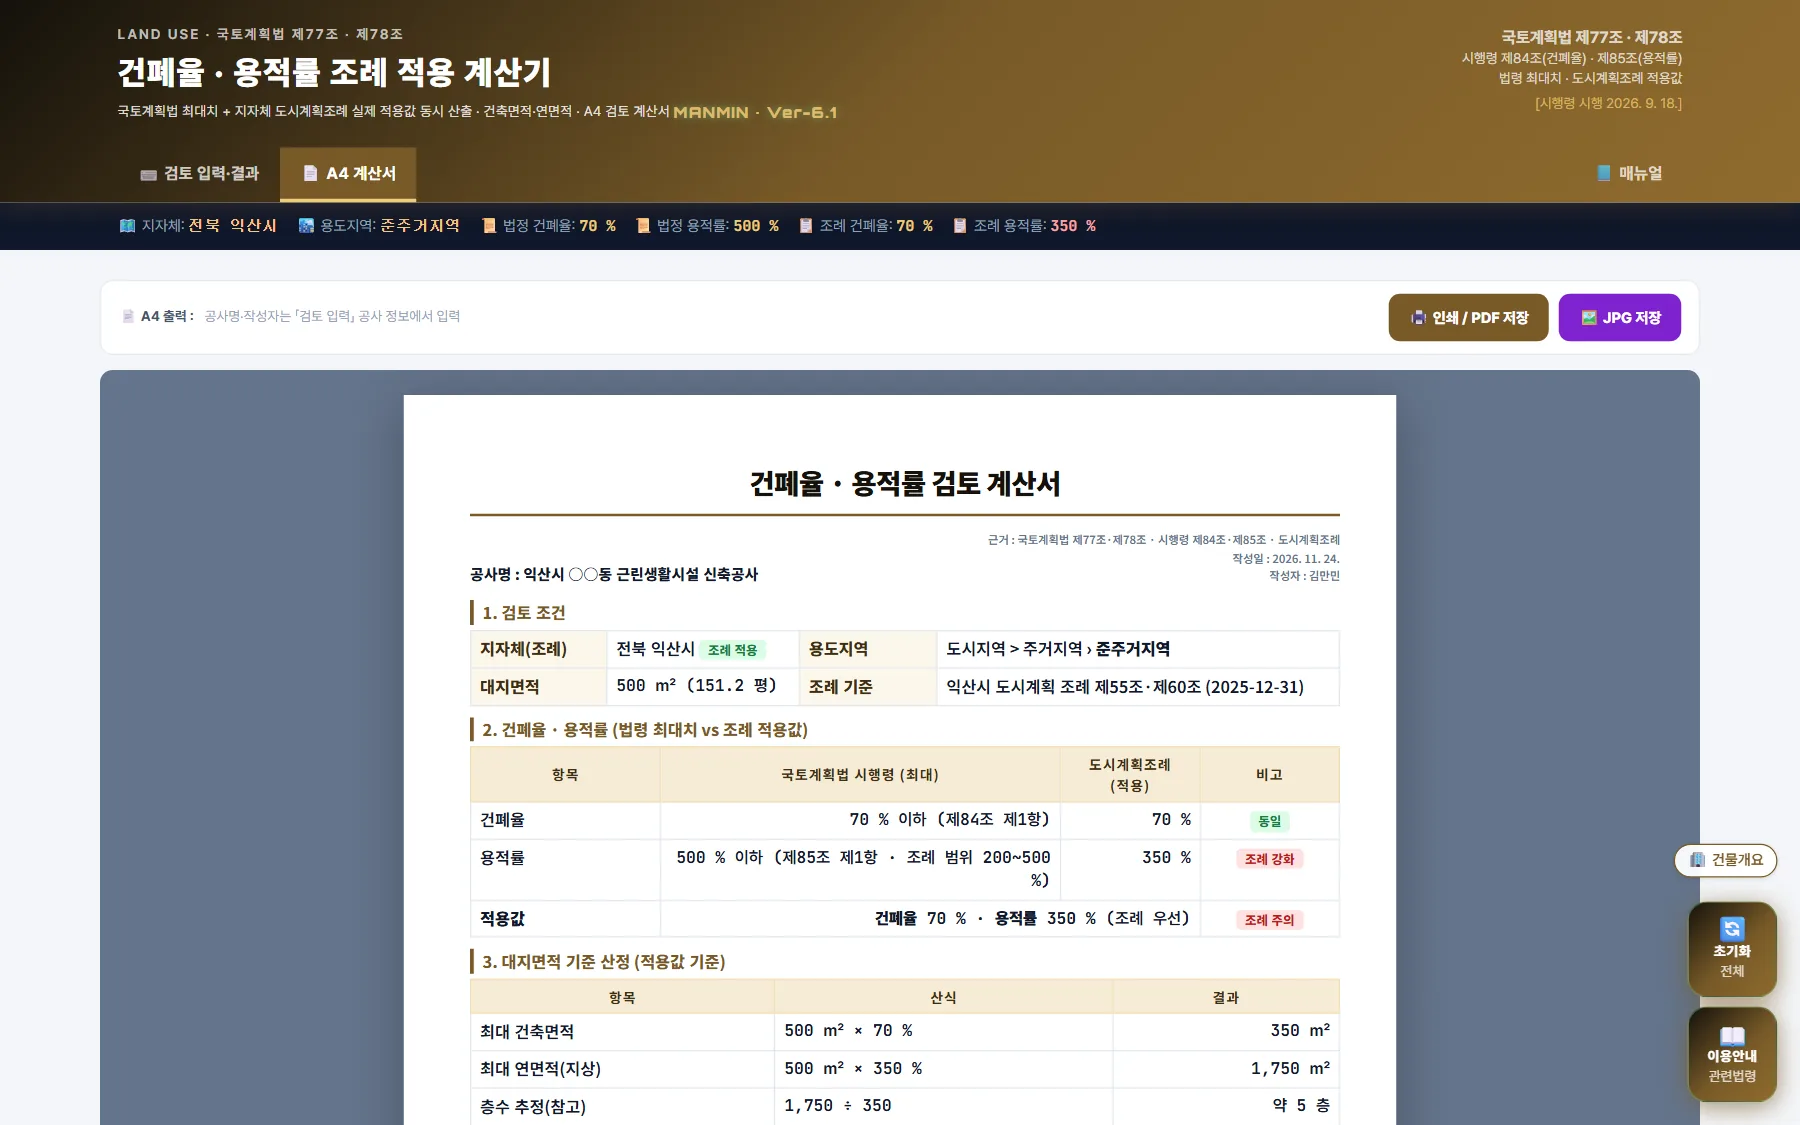 LAND USE · 국토계획법 제77조 · 제78조
건폐율 · 용적률 조례 적용 계산기
국토계획법 최대치 + 지자체 도시계획조례 실제 적용값 동시 산출 · 건축면적·연면적 · A4 검토 계산서 MANMIN · Ver-6.1
국토계획법 제77조 · 제78조
시행령 제84조(건폐율) · 제85조(용적률)
법령 최대치 · 도시계획조례 적용값
[시행령 시행 2026. 9. 18.]
검토 입력·결과
A4 계산서
매뉴얼
지자체: 전북 익산시 용도지역: 준주거지역 법정 건폐율: 70 % 법정 용적률: 500 % 조례 건폐율: 70 % 조례 용적률: 350 %
A4 출력 : 공사명·작성자는 「검토 입력」 공사 정보에서 입력
인쇄 / PDF 저장
JPG 저장
건폐율 · 용적률 검토 계산서
근거 : 국토계획법 제77조·제78조 · 시행령 제84조·제85조 · 도시계획조례
작성일 : 2026. 11. 24.
작성자 : 김만민
공사명 : 익산시 ○○동 근린생활시설 신축공사
1. 검토 조건
지자체(조례) 전북 익산시 조례 적용 용도지역 도시지역 > 주거지역 › 준주거지역
대지면적 500 m² (151.2 평) 조례 기준 익산시 도시계획 조례 제55조·제60조 (2025-12-31)
2. 건폐율 · 용적률 (법령 최대치 vs 조례 적용값)
항목 국토계획법 시행령 (최대) 도시계획조례 (적용) 비고
건폐율 70 % 이하 (제84조 제1항) 70 % 동일
용적률 500 % 이하 (제85조 제1항 · 조례 범위 200~500 %) 350 % 조례 강화
적용값 건폐율 70 % · 용적률 350 % (조례 우선) 조례 주의
3. 대지면적 기준 산정 (적용값 기준)
항목 산식 결과
최대 건축면적 500 m² × 70 % 350 m²
최대 연면적(지상) 500 m² × 350 % 1,750 m²
층수 추정(참고) 1,750 ÷ 350 약 5 층
건물개요
초기화
전체
이용안내
관련법령